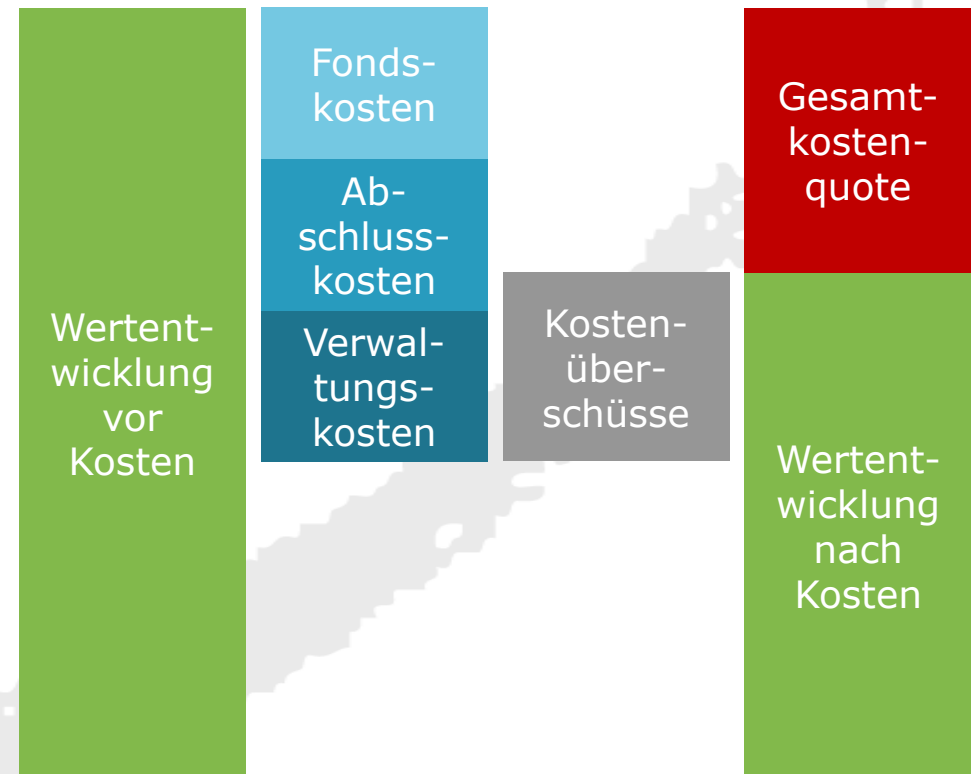 Wertent-
wicklung
vor
Kosten
Fonds-
kosten
Ab-
schluss-
kosten
Verwal-
tungs-
kosten
Kosten-
über-
schüsse
Gesamt-
kosten-
quote
Wertent-
wicklung
nach
Kosten